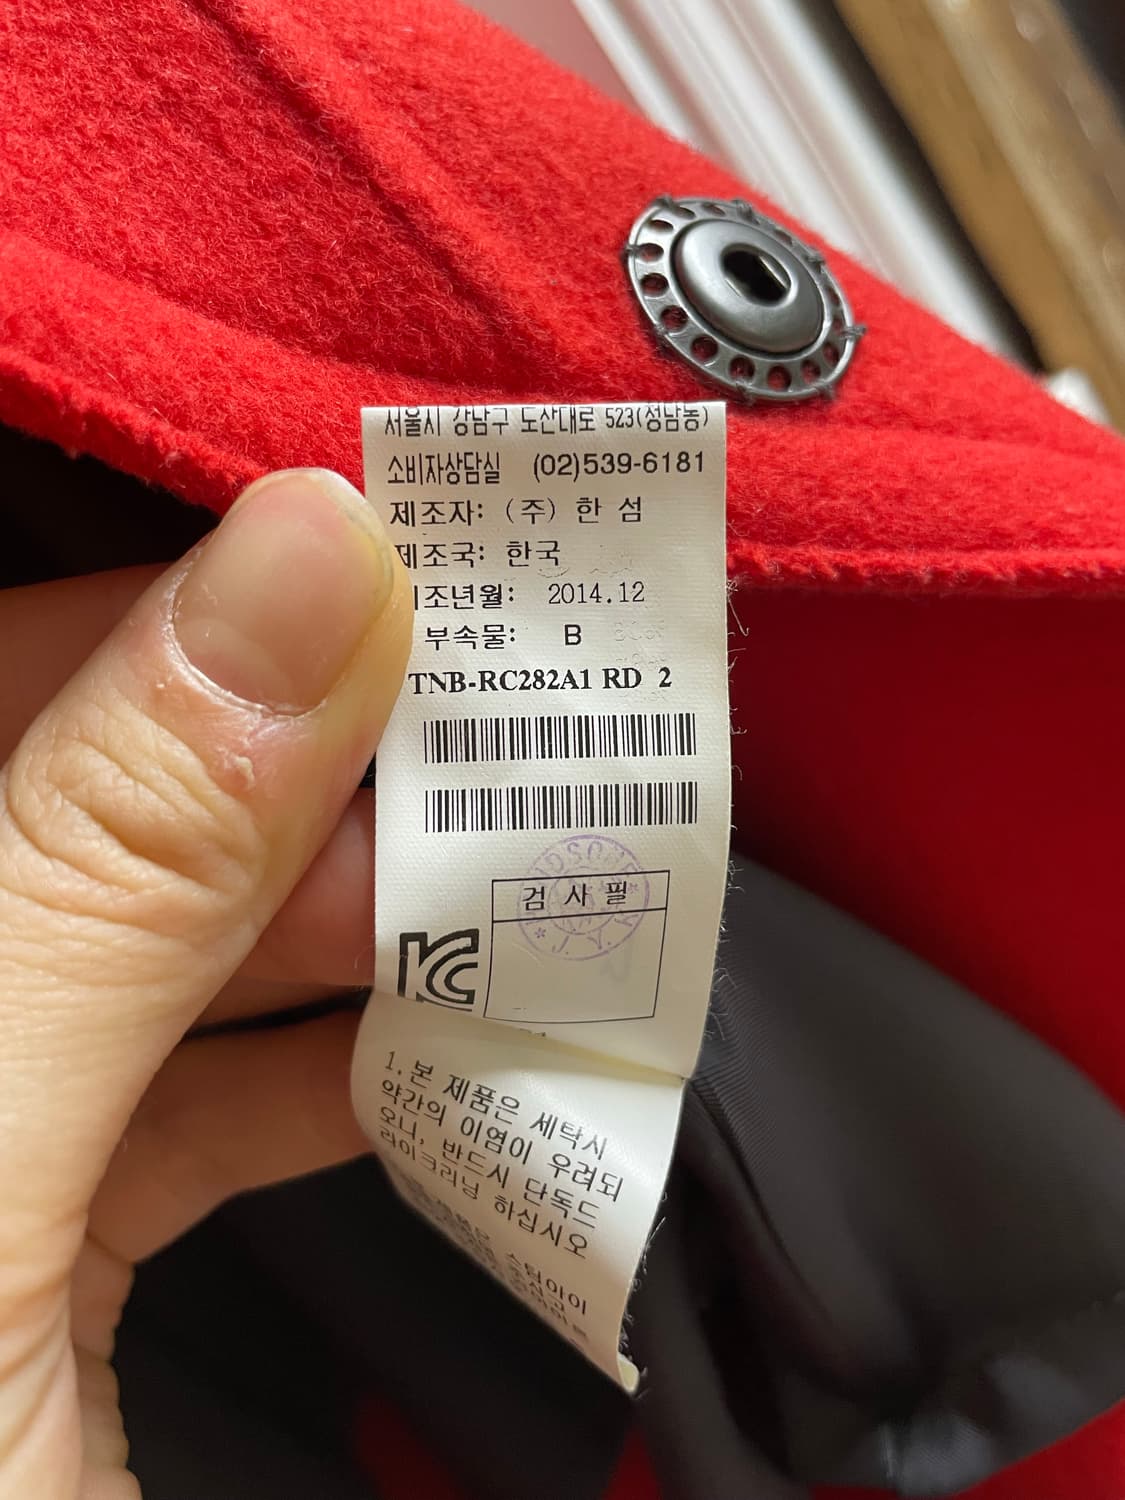 서울시 강남구 도산대로 523(청담동)
소비자상담실 (02)539-6181
제조자: (주) 한 섬
제조국: 한국
조년월: 2014.12
부속물: B
TNB-RC282A1 RD 2
검 사 필
KC
1. 본 제품은 세탁시
약간의 이염이 우려되
오니, 반드시 단독드
라이크리닝 하십시오
스팀아이